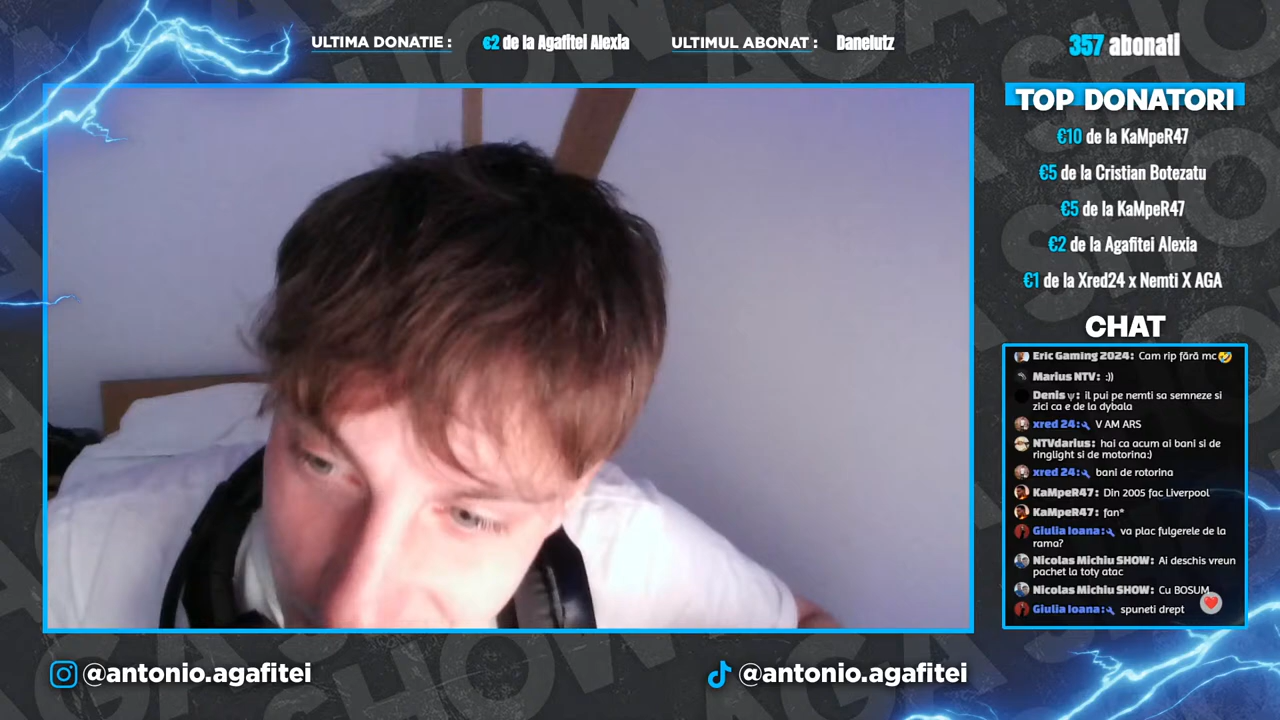 ULTIMA DONATIE : €2 de la Agafitei Alexia ULTIMUL ABONAT : Danelutz
357 abonati
TOP DONATORI
€10 de la KaMpeR47
€5 de la Cristian Botezatu
€5 de la KaMpeR47
€2 de la Agafitei Alexia
€1 de la Xred24 x Nemti X AGA
CHAT
Eric Gaming 2024: Cam rip fără mc🤣
Marius NTV: :))
Denis ψ: il pui pe nemti sa semneze si
zici ca e de la dybala
xred 24:🔧 V AM ARS
NTVdarius: hai ca acum ai bani si de
ringlight si de motorina:)
xred 24:🔧 bani de rotorina
KaMpeR47: Din 2005 fac Liverpool
KaMpeR47: fan*
Giulia Ioana:🔧 va plac fulgerele de la
rama?
Nicolas Michiu SHOW: Ai deschis vreun
pachet la toty atac
Nicolas Michiu SHOW: Cu BOSUM
Giulia Ioana:🔧 spuneti drept
@antonio.agafitei @antonio.agafitei